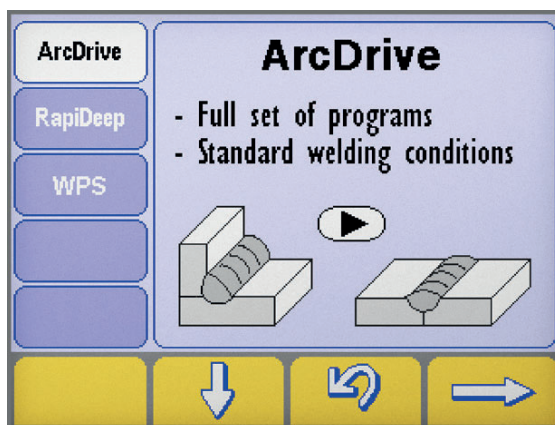 ArcDrive
RapiDeep
WPS
ArcDrive
- Full set of programs
- Standard welding conditions